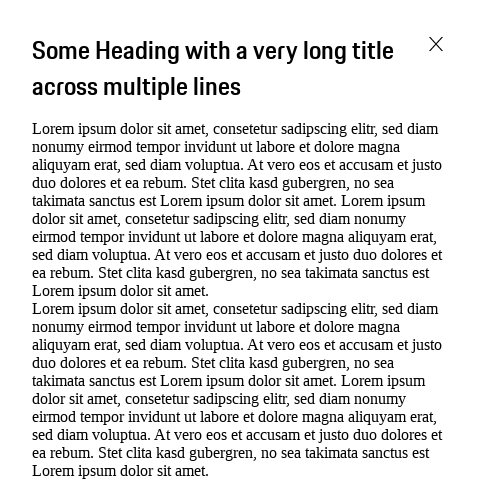 Some Heading with a very long title
across multiple lines
Lorem ipsum dolor sit amet, consetetur sadipscing elitr, sed diam
nonumy eirmod tempor invidunt ut labore et dolore magna
aliquyam erat, sed diam voluptua. At vero eos et accusam et justo
duo dolores et ea rebum. Stet clita kasd gubergren, no sea
takimata sanctus est Lorem ipsum dolor sit amet. Lorem ipsum
dolor sit amet, consetetur sadipscing elitr, sed diam nonumy
eirmod tempor invidunt ut labore et dolore magna aliquyam erat,
sed diam voluptua. At vero eos et accusam et justo duo dolores et
ea rebum. Stet clita kasd gubergren, no sea takimata sanctus est
Lorem ipsum dolor sit amet.
Lorem ipsum dolor sit amet, consetetur sadipscing elitr, sed diam
nonumy eirmod tempor invidunt ut labore et dolore magna
aliquyam erat, sed diam voluptua. At vero eos et accusam et justo
duo dolores et ea rebum. Stet clita kasd gubergren, no sea
takimata sanctus est Lorem ipsum dolor sit amet. Lorem ipsum
dolor sit amet, consetetur sadipscing elitr, sed diam nonumy
eirmod tempor invidunt ut labore et dolore magna aliquyam erat,
sed diam voluptua. At vero eos et accusam et justo duo dolores et
ea rebum. Stet clita kasd gubergren, no sea takimata sanctus est
Lorem ipsum dolor sit amet.